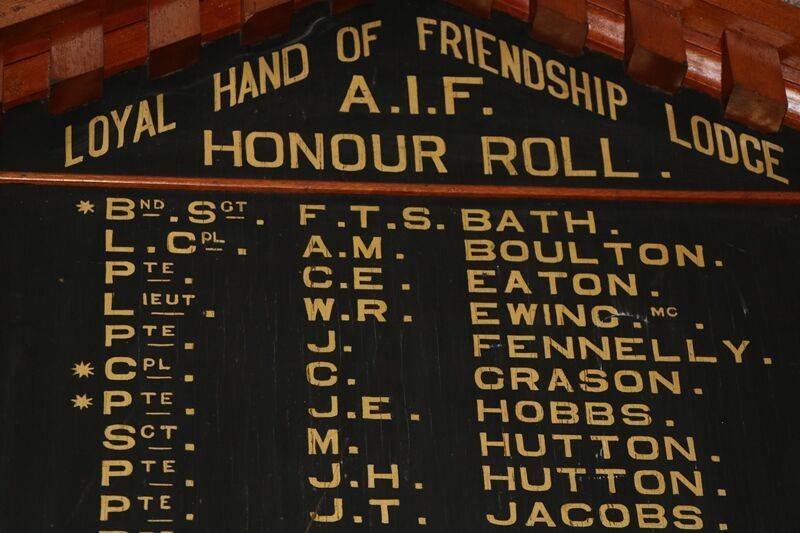 LOYAL HAND OF FRIENDSHIP LODGE
A.I.F.
HONOUR ROLL.
* BND. SGT. F.T.S. BATH.
L. CPL. A.M. BOULTON.
PTE. C.E. EATON.
LIEUT. W.R. EWING. MC.
PTE. J. FENNELLY.
* CPL. C. GRASON.
* PTE. J.E. HOBBS.
SGT. M. HUTTON.
PTE. J.H. HUTTON.
PTE. J.T. JACOBS.